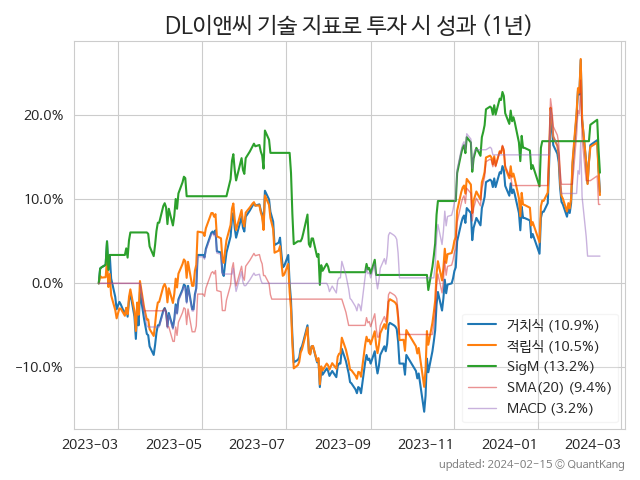 DL이앤씨 기술 지표로 투자 시 성과 (1년)
20.0%
10.0%
0.0%
−10.0%
거치식 (10.9%)
적립식 (10.5%)
SigM (13.2%)
SMA(20) (9.4%)
MACD (3.2%)
2023−03 2023−05 2023−07 2023−09 2023−11 2024−01 2024−03
updated: 2024−02−15 © QuantKang